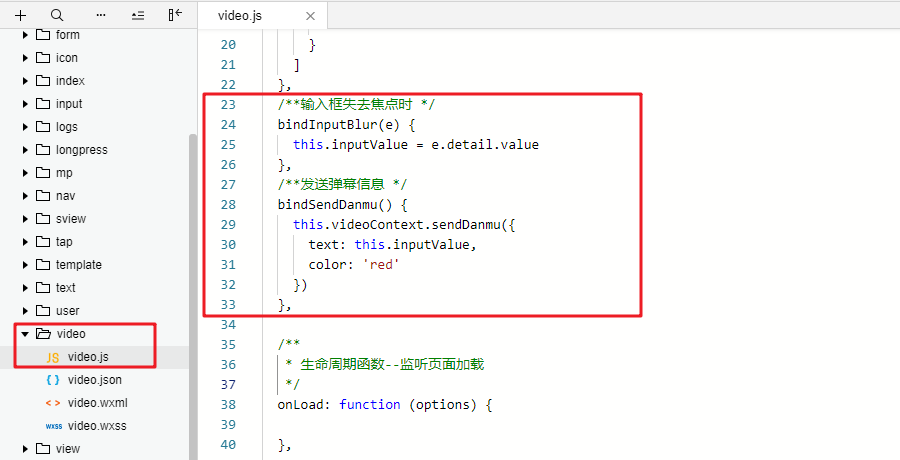 video.js
form
icon
index
input
logs
longpress
mp
nav
sview
tap
template
text
user
video
JS video.js
{ } video.json
< > video.wxml
wxss video.wxss
view
20 }
21 ]
22 },
23 /**输入框失去焦点时 */
24 bindInputBlur(e) {
25 this.inputValue = e.detail.value
26 },
27 /**发送弹幕信息 */
28 bindSendDanmu() {
29 this.videoContext.sendDanmu({
30 text: this.inputValue,
31 color: 'red'
32 })
33 },
34
35 /**
36 * 生命周期函数--监听页面加载
37 */
38 onLoad: function (options) {
39
40 },